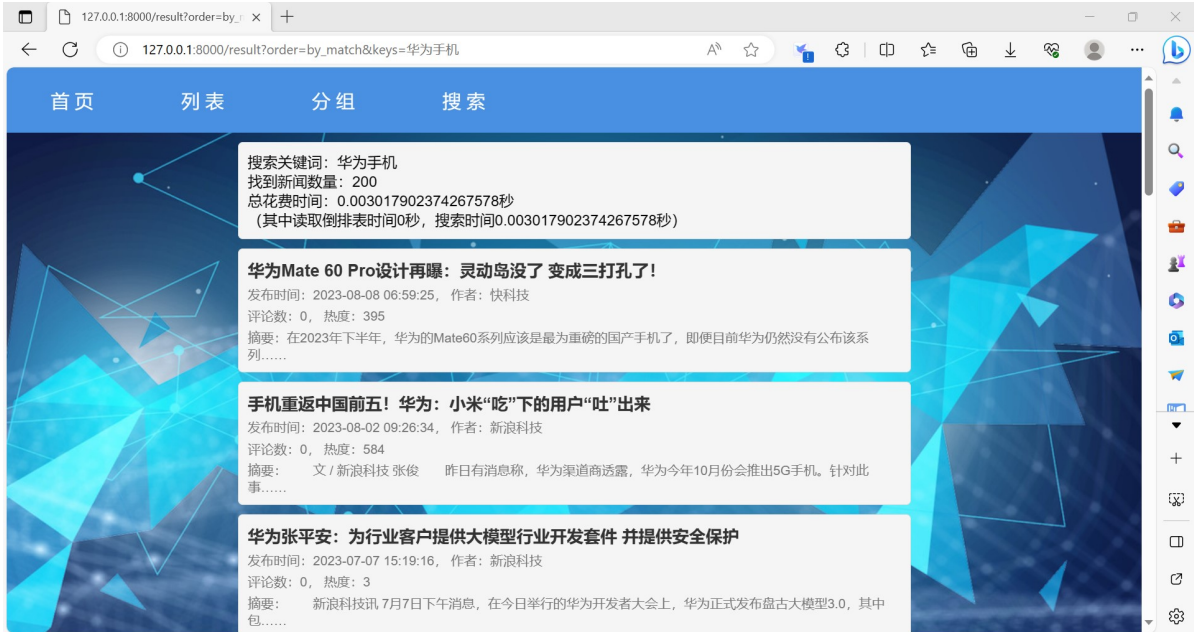 127.0.0.1:8000/result?order=by_
127.0.0.1:8000/result?order=by_match&keys=华为手机
首页 列表 分组 搜索
搜索关键词：华为手机
找到新闻数量：200
总花费时间：0.003017902374267578秒
（其中读取倒排表时间0秒，搜索时间0.003017902374267578秒）
华为Mate 60 Pro设计再曝：灵动岛没了 变成三打孔了！
发布时间：2023-08-08 06:59:25， 作者：快科技
评论数：0， 热度：395
摘要：在2023年下半年，华为的Mate60系列应该是最为重磅的国产手机了，即便目前华为仍然没有公布该系
列……
手机重返中国前五！华为：小米“吃”下的用户“吐”出来
发布时间：2023-08-02 09:26:34， 作者：新浪科技
评论数：0， 热度：584
摘要： 文 / 新浪科技 张俊 昨日有消息称，华为渠道商透露，华为今年10月份会推出5G手机。针对此
事……
华为张平安：为行业客户提供大模型行业开发套件 并提供安全保护
发布时间：2023-07-07 15:19:16， 作者：新浪科技
评论数：0， 热度：3
摘要： 新浪科技讯 7月7日下午消息，在今日举行的华为开发者大会上，华为正式发布盘古大模型3.0，其中
包……